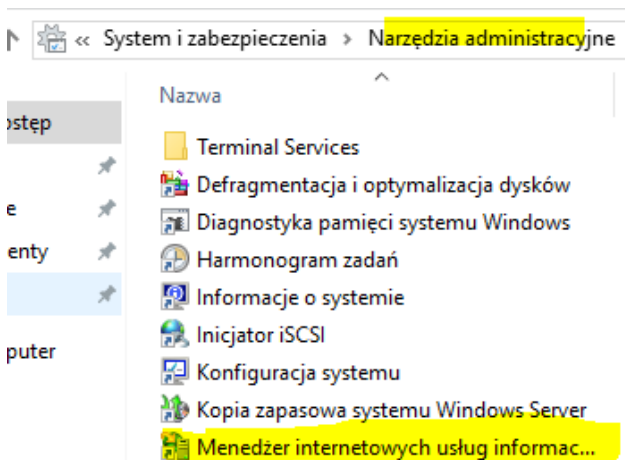 « System i zabezpieczenia › Narzędzia administracyjne
Nazwa
ostęp
Terminal Services
Defragmentacja i optymalizacja dysków
e
Diagnostyka pamięci systemu Windows
enty
Harmonogram zadań
Informacje o systemie
Inicjator iSCSI
puter
Konfiguracja systemu
Kopia zapasowa systemu Windows Server
Menedżer internetowych usług informac...